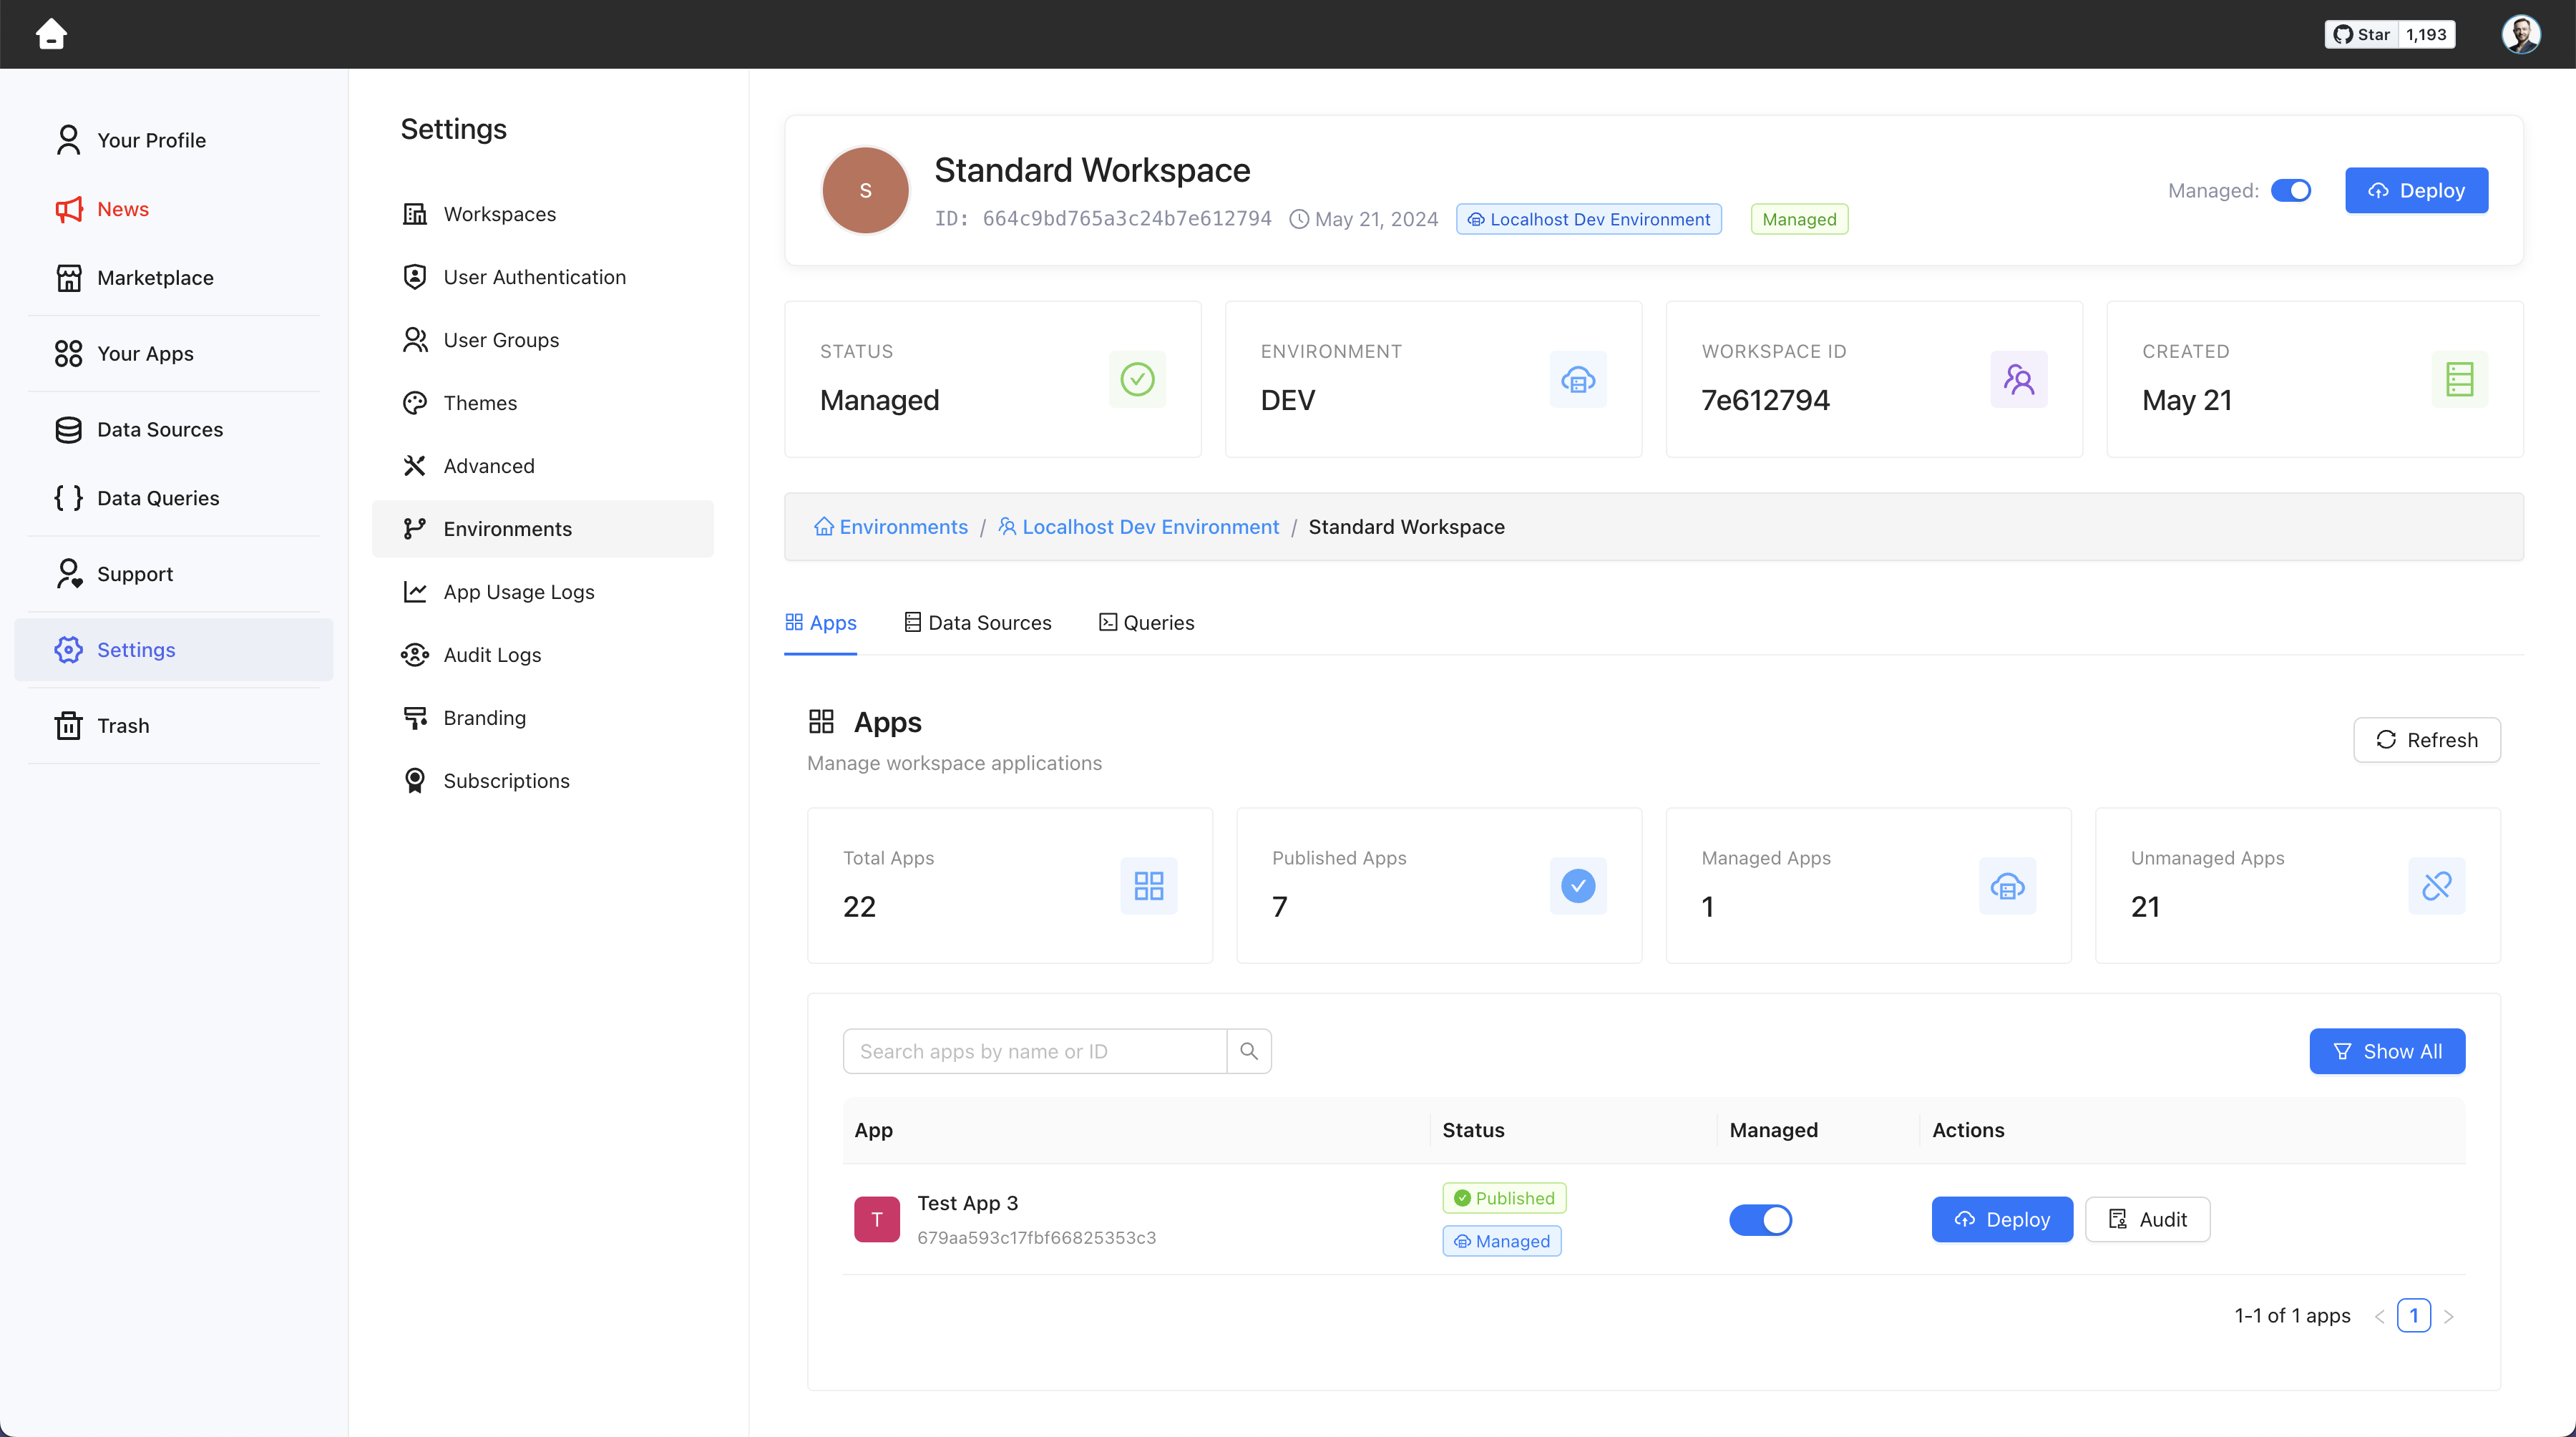 Star 1,193
Your Profile
News
Marketplace
Your Apps
Data Sources
Data Queries
Support
Settings
Trash
Settings
Workspaces
User Authentication
User Groups
Themes
Advanced
Environments
App Usage Logs
Audit Logs
Branding
Subscriptions
S
Standard Workspace
ID: 664c9bd765a3c24b7e612794 May 21, 2024 Localhost Dev Environment Managed
Managed: Deploy
STATUS
Managed
ENVIRONMENT
DEV
WORKSPACE ID
7e612794
CREATED
May 21
Environments / Localhost Dev Environment / Standard Workspace
Apps Data Sources Queries
Apps
Manage workspace applications
Refresh
Total Apps
22
Published Apps
7
Managed Apps
1
Unmanaged Apps
21
Search apps by name or ID
Show All
App Status Managed Actions
T
Test App 3
679aa593c17fbf66825353c3
Published
Managed
Deploy Audit
1-1 of 1 apps < 1 >